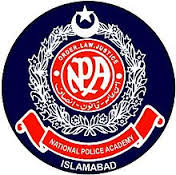 ORDER.LAW.JUSTICE
NPA
NATIONAL POLICE ACADEMY
ISLAMABAD